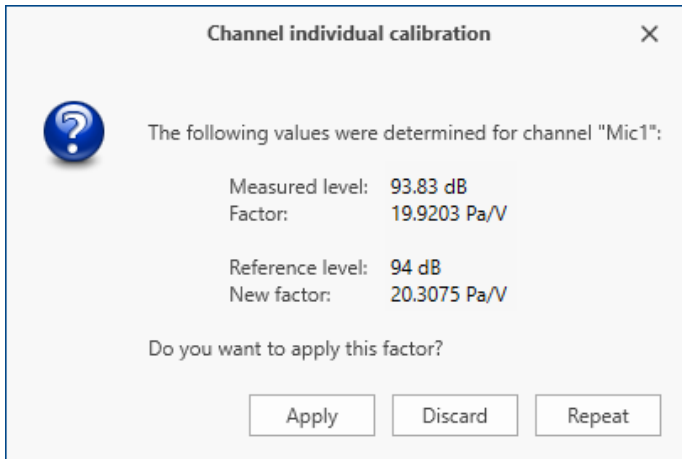 Channel individual calibration
The following values were determined for channel "Mic1":
Measured level: 93.83 dB
Factor: 19.9203 Pa/V
Reference level: 94 dB
New factor: 20.3075 Pa/V
Do you want to apply this factor?
Apply Discard Repeat